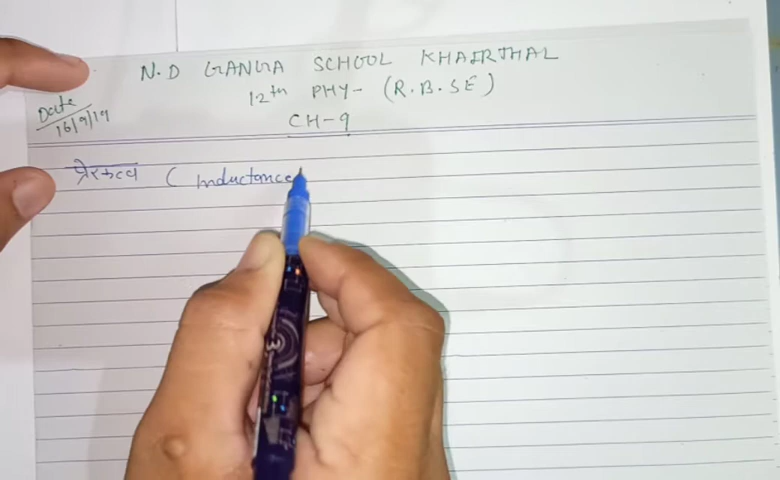 N.D GANGA SCHOOL KHAIRTHAL
12th PHY- (R.B.SE)
Date
16/9/19
CH-9
प्रेरकत्व ( Inductance